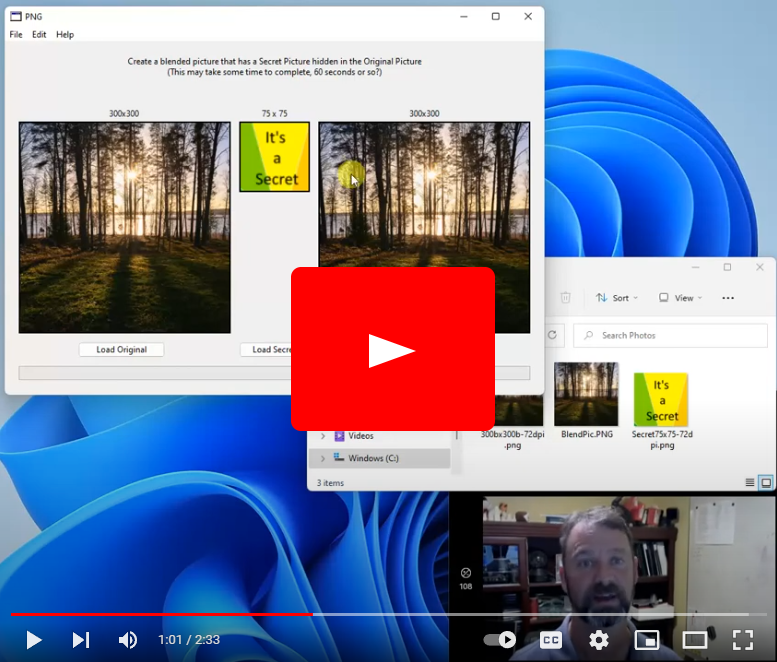 PNG
File Edit Help
Create a blended picture that has a Secret Picture hidden in the Original Picture
(This may take some time to complete, 60 seconds or so?)
300x300
75 x 75
300x300
It's
a
Secret
Load Original
Load Secre
Sort
View
Search Photos
It's
a
Secret
300bx300b-72dpi
.png
BlendPic.PNG
Secret75x75-72d
pi.png
Videos
Windows (C:)
3 items
108
1:01 / 2:33
CC